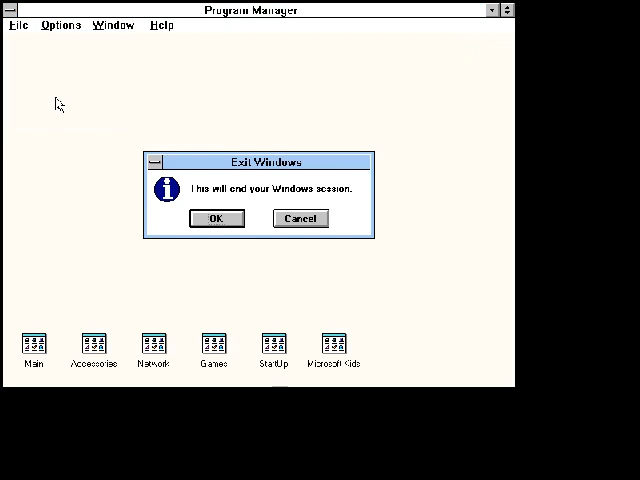 Program Manager
File Options Window Help
Exit Windows
This will end your Windows session.
OK Cancel
Main Accessories Network Games StartUp Microsoft Kids